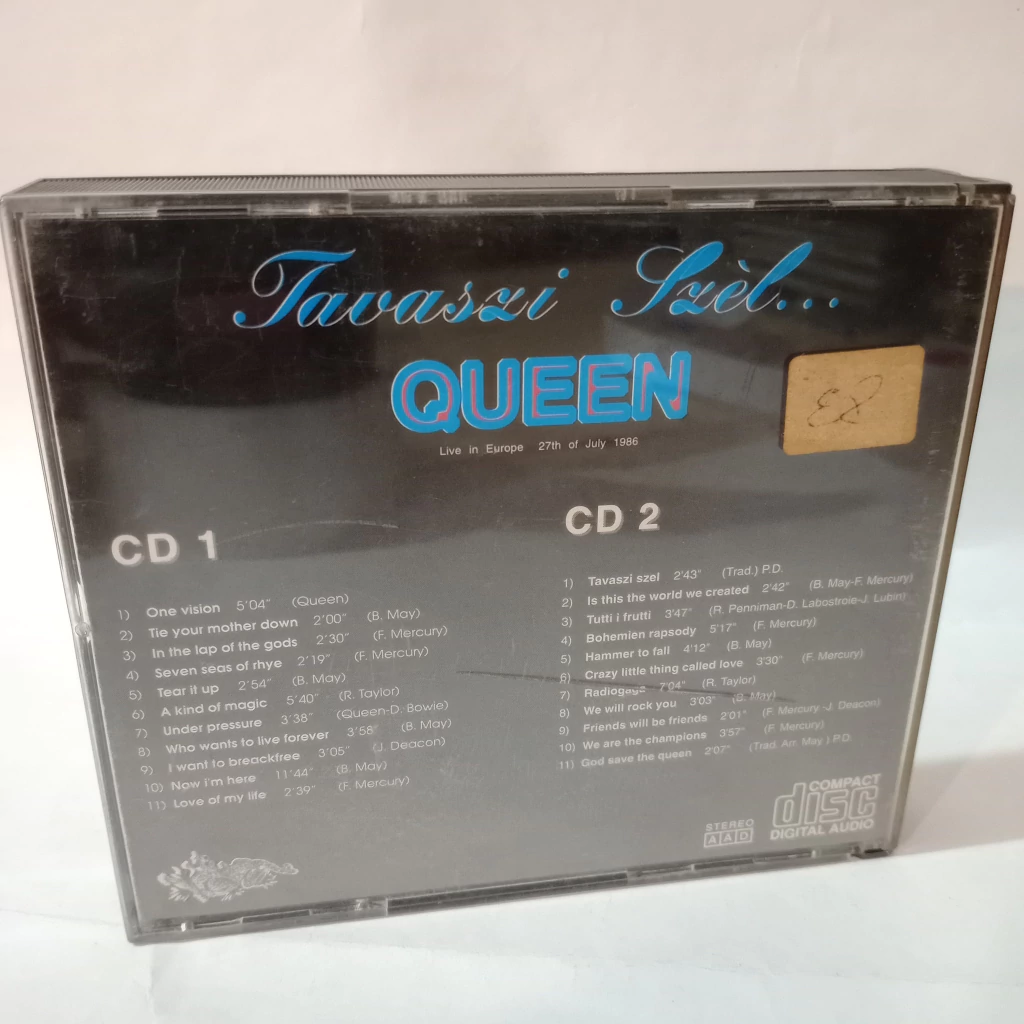 Tavaszi Szèl...
QUEEN
Live in Europe 27th of July 1986
CD 1
1) One vision 5'04" (Queen)
2) Tie your mother down 2'00" (B. May)
3) In the lap of the gods 2'30" (F. Mercury)
4) Seven seas of rhye 2'19" (F. Mercury)
5) Tear it up 2'54" (B. May)
6) A kind of magic 5'40" (R. Taylor)
7) Under pressure 3'38" (Queen-D. Bowie)
8) Who wants to live forever 3'58" (B. May)
9) I want to breackfree 3'05" (J. Deacon)
10) Now i'm here 11'44" (B. May)
11) Love of my life 2'39" (F. Mercury)
CD 2
1) Tavaszi szel 2'43" (Trad.) P.D.
2) Is this the world we created 2'42" (B. May-F. Mercury)
3) Tutti i frutti 3'47" (R. Penniman-D. Labostroie-J. Lubin)
4) Bohemien rapsody 5'17" (F. Mercury)
5) Hammer to fall 4'12" (B. May)
6) Crazy little thing called love 3'30" (F. Mercury)
7) Radiogaga 7'04" (R. Taylor)
8) We will rock you 3'03" (B. May)
9) Friends will be friends 2'01" (F. Mercury-J. Deacon)
10) We are the champions 3'57" (F. Mercury)
11) God save the queen 2'07" (Trad. Arr. May) P.D.
STEREO
AAD
COMPACT
disc
DIGITAL AUDIO